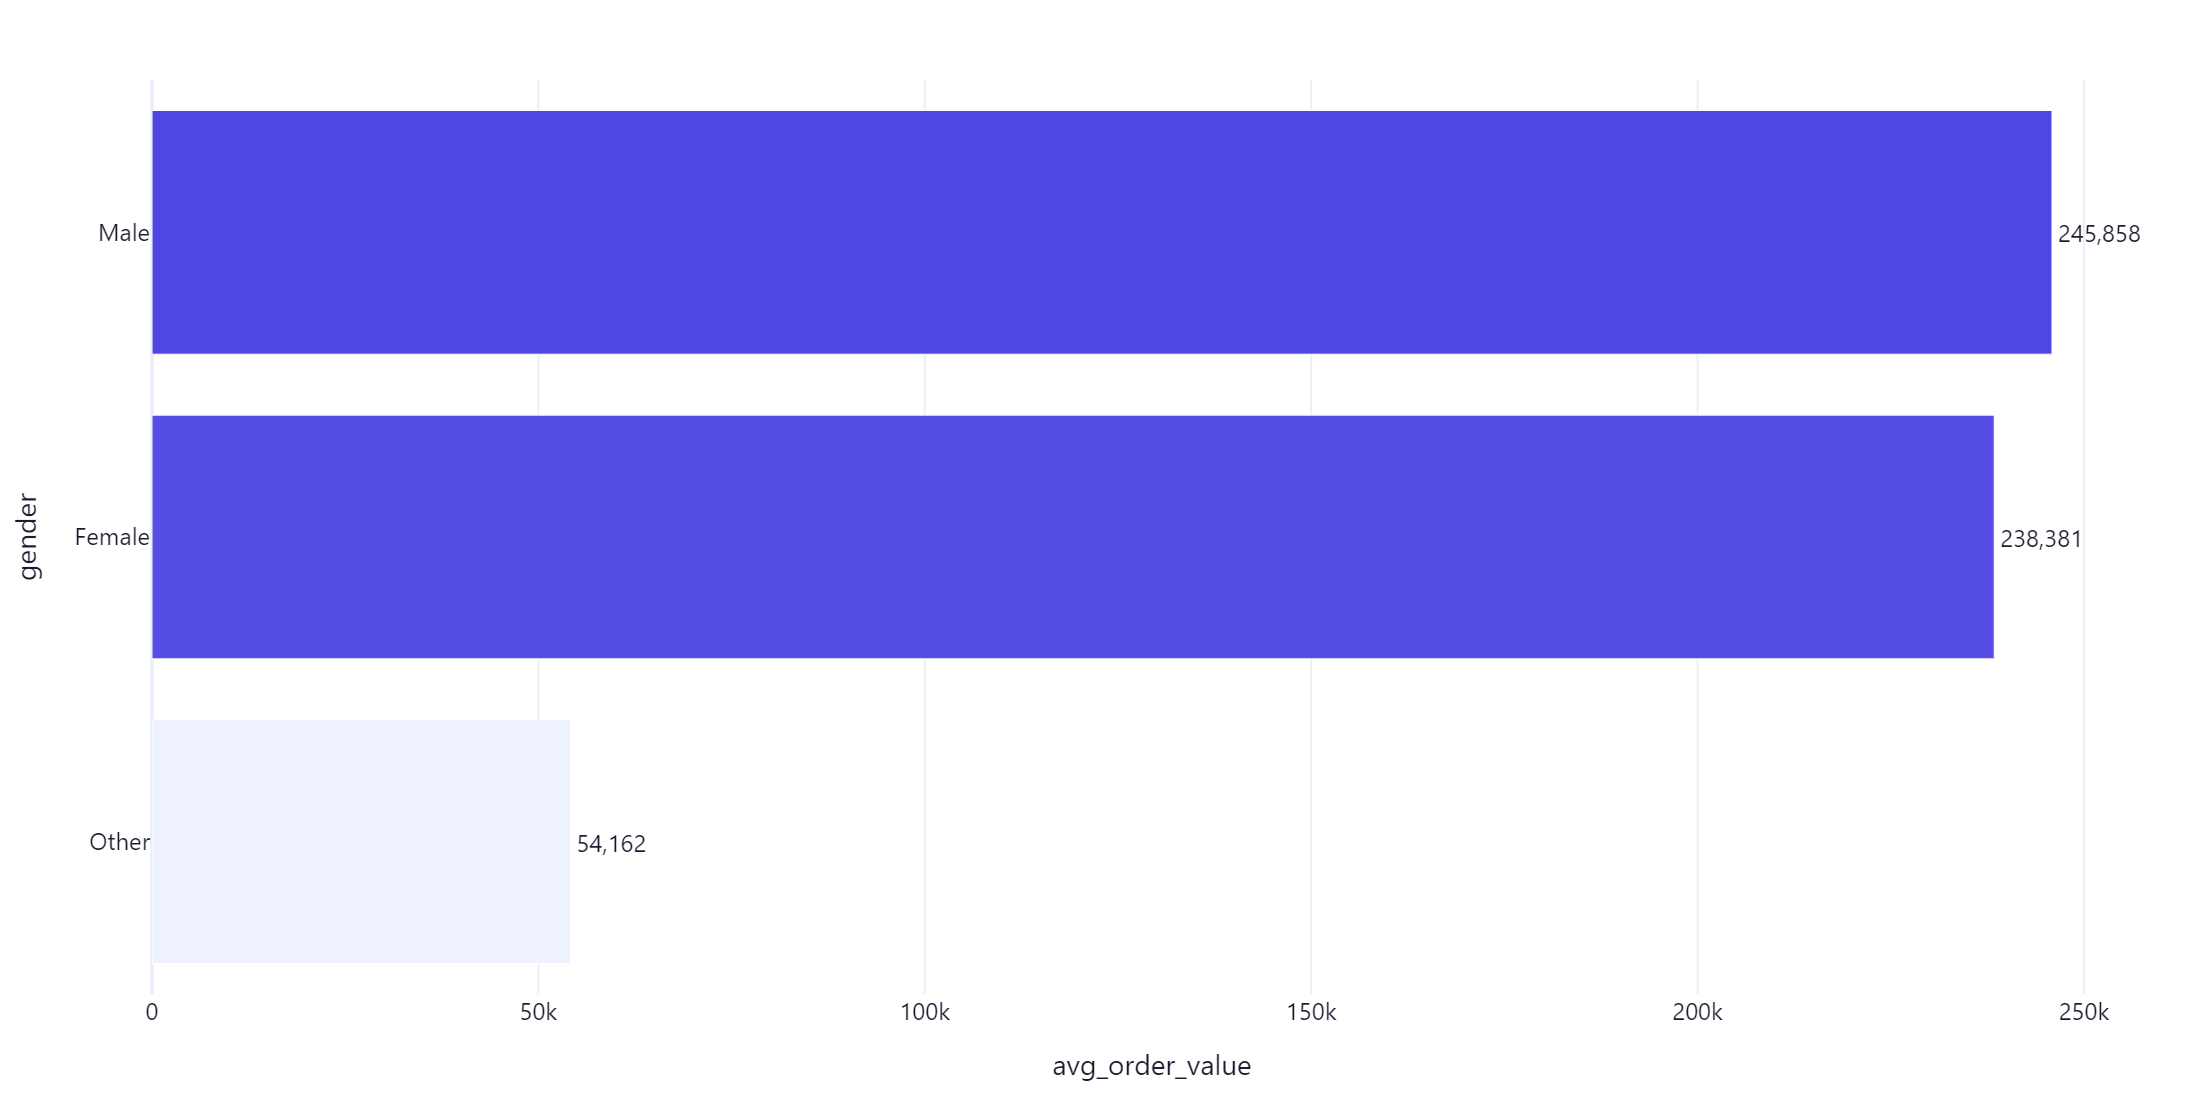 gender
Male
245,858
Female
238,381
Other
54,162
0
50k
100k
150k
200k
250k
avg_order_value